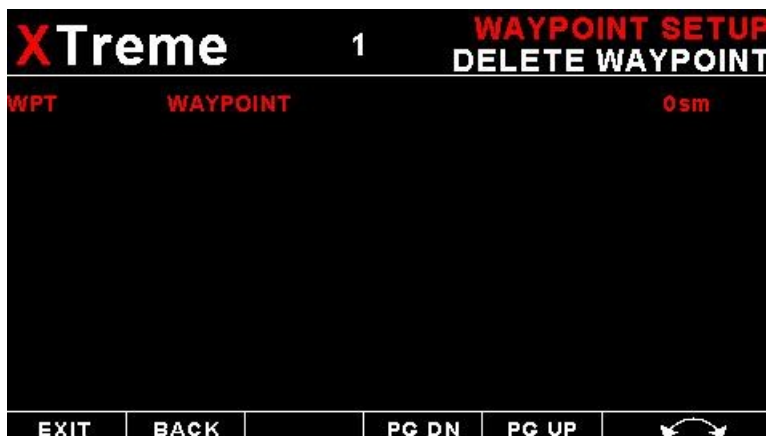 XTreme 1 WAYPOINT SETUP
DELETE WAYPOINT
WPT WAYPOINT 0sm
EXIT BACK PG DN PG UP